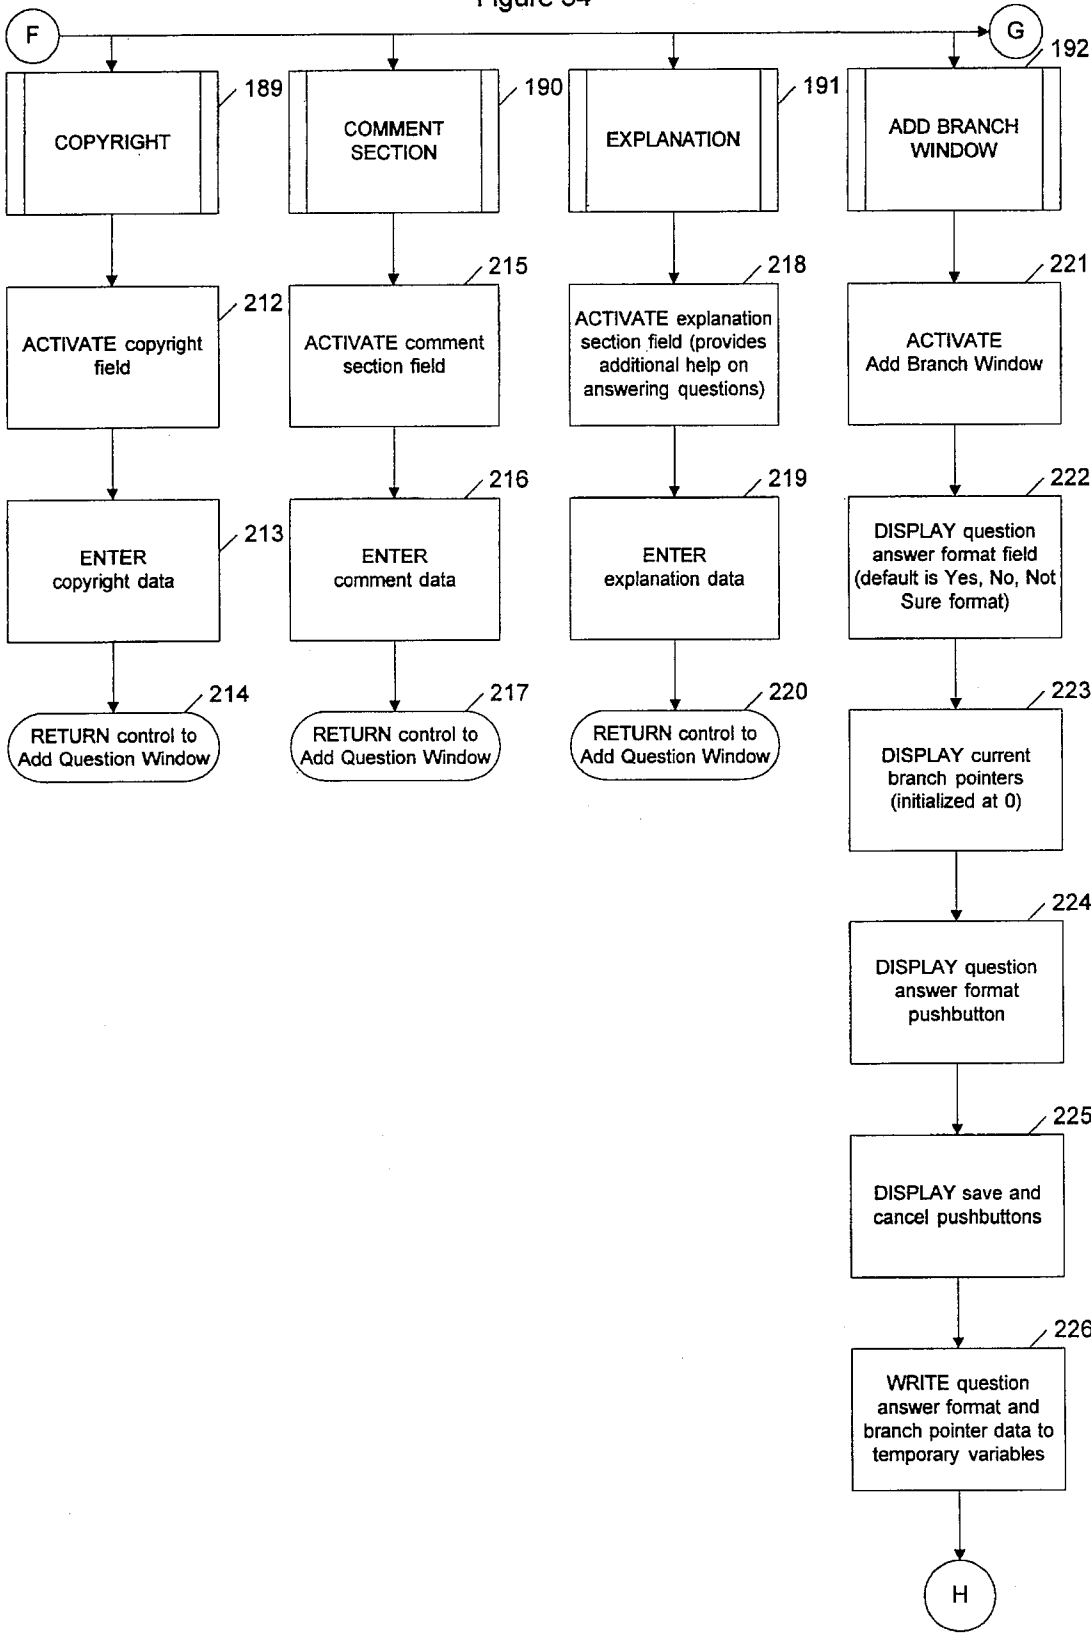 Figure 34
F
G
189
190
191
192
COPYRIGHT
COMMENT
SECTION
EXPLANATION
ADD BRANCH
WINDOW
212
215
218
221
ACTIVATE copyright
field
ACTIVATE comment
section field
ACTIVATE explanation
section field (provides
additional help on
answering questions)
ACTIVATE
Add Branch Window
213
216
219
222
ENTER
copyright data
ENTER
comment data
ENTER
explanation data
DISPLAY question
answer format field
(default is Yes, No, Not
Sure format)
214
217
220
223
RETURN control to
Add Question Window
RETURN control to
Add Question Window
RETURN control to
Add Question Window
DISPLAY current
branch pointers
(initialized at 0)
224
DISPLAY question
answer format
pushbutton
225
DISPLAY save and
cancel pushbuttons
226
WRITE question
answer format and
branch pointer data to
temporary variables
H